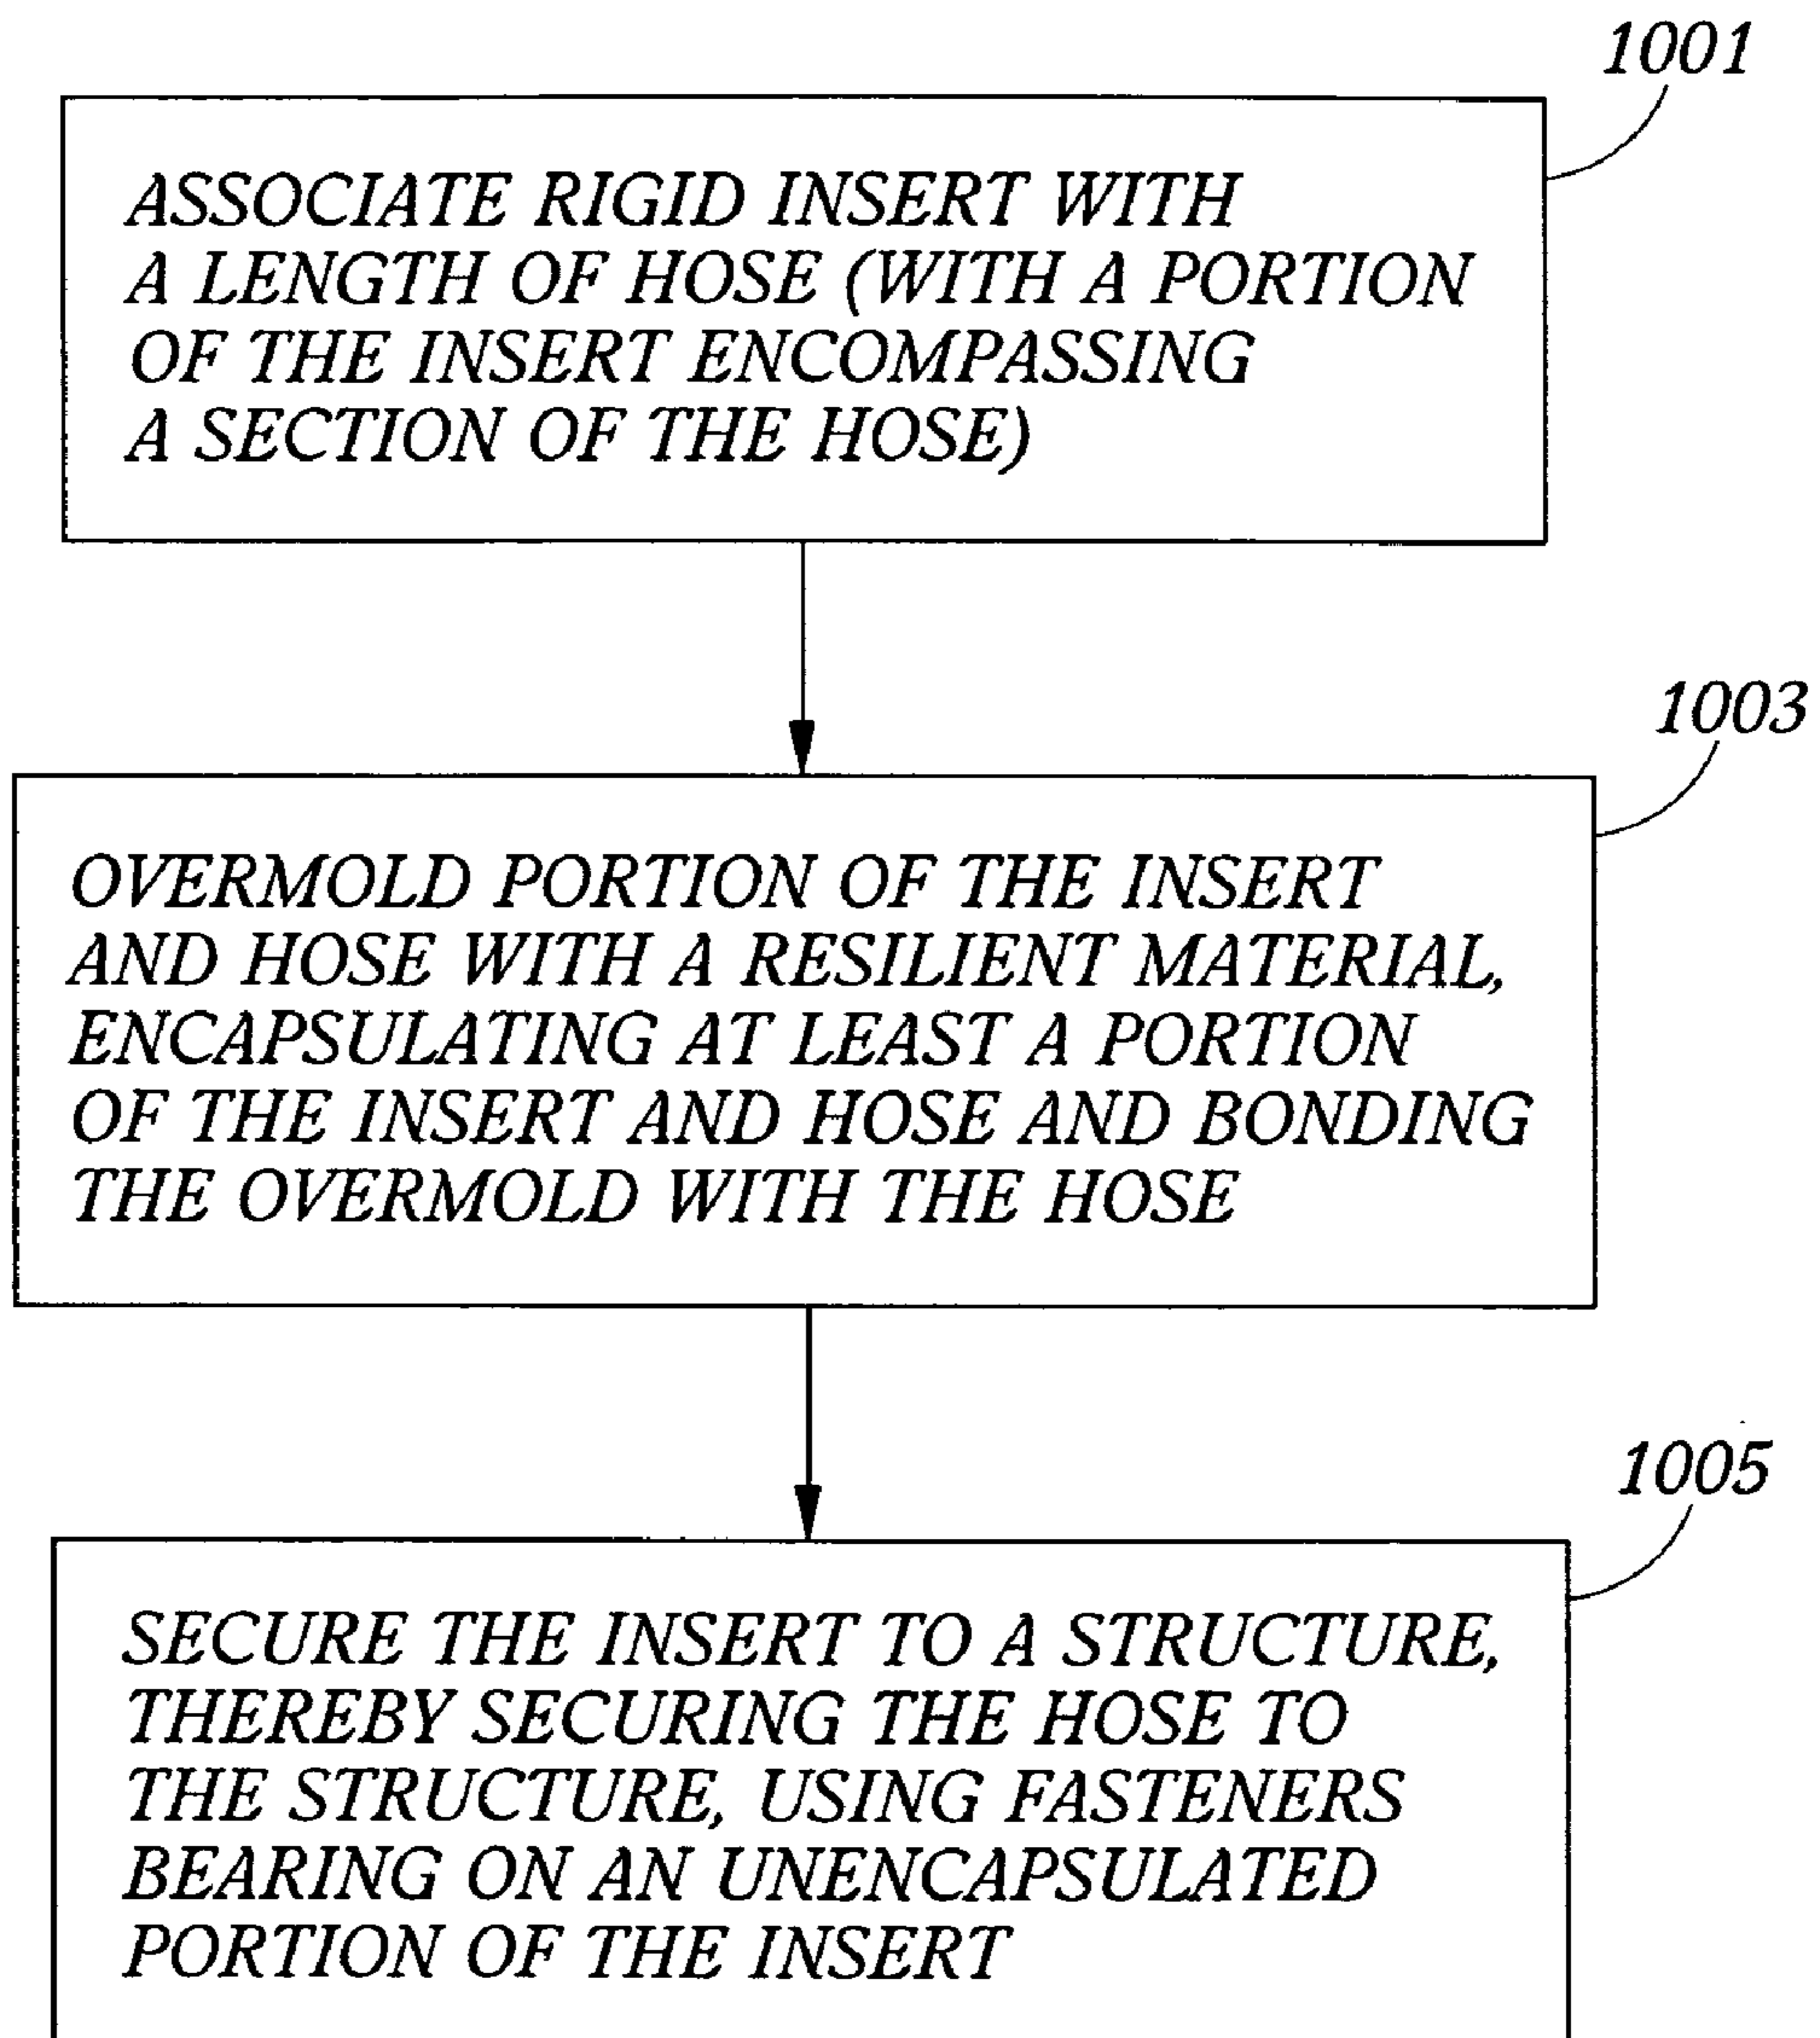 1001
ASSOCIATE RIGID INSERT WITH
A LENGTH OF HOSE (WITH A PORTION
OF THE INSERT ENCOMPASSING
A SECTION OF THE HOSE)
1003
OVERMOLD PORTION OF THE INSERT
AND HOSE WITH A RESILIENT MATERIAL,
ENCAPSULATING AT LEAST A PORTION
OF THE INSERT AND HOSE AND BONDING
THE OVERMOLD WITH THE HOSE
1005
SECURE THE INSERT TO A STRUCTURE,
THEREBY SECURING THE HOSE TO
THE STRUCTURE, USING FASTENERS
BEARING ON AN UNENCAPSULATED
PORTION OF THE INSERT